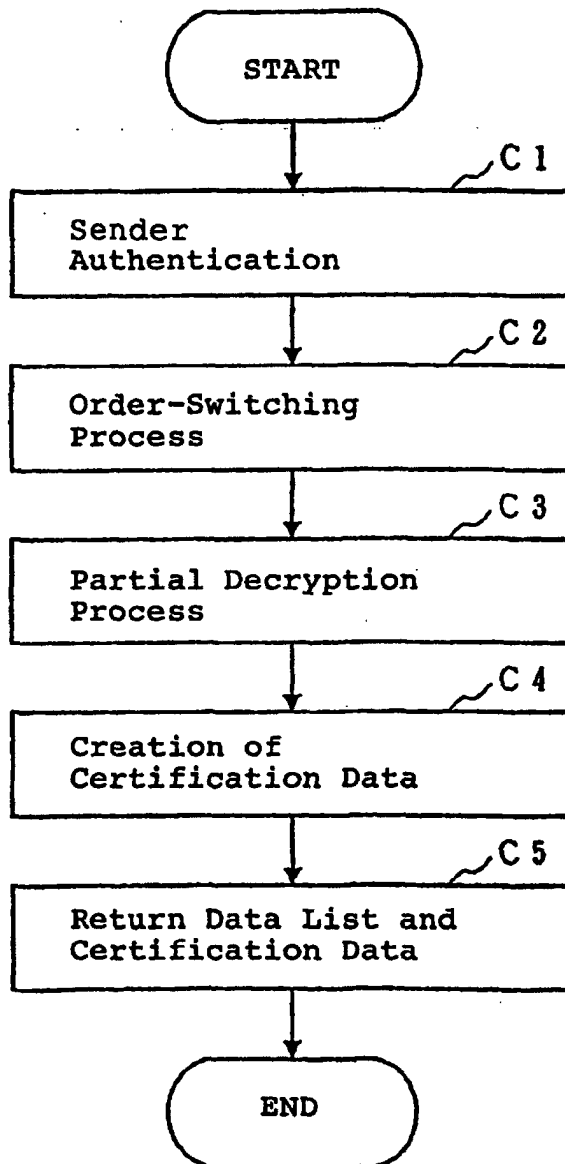 START
C 1
Sender
Authentication
C 2
Order-Switching
Process
C 3
Partial Decryption
Process
C 4
Creation of
Certification Data
C 5
Return Data List and
Certification Data
END